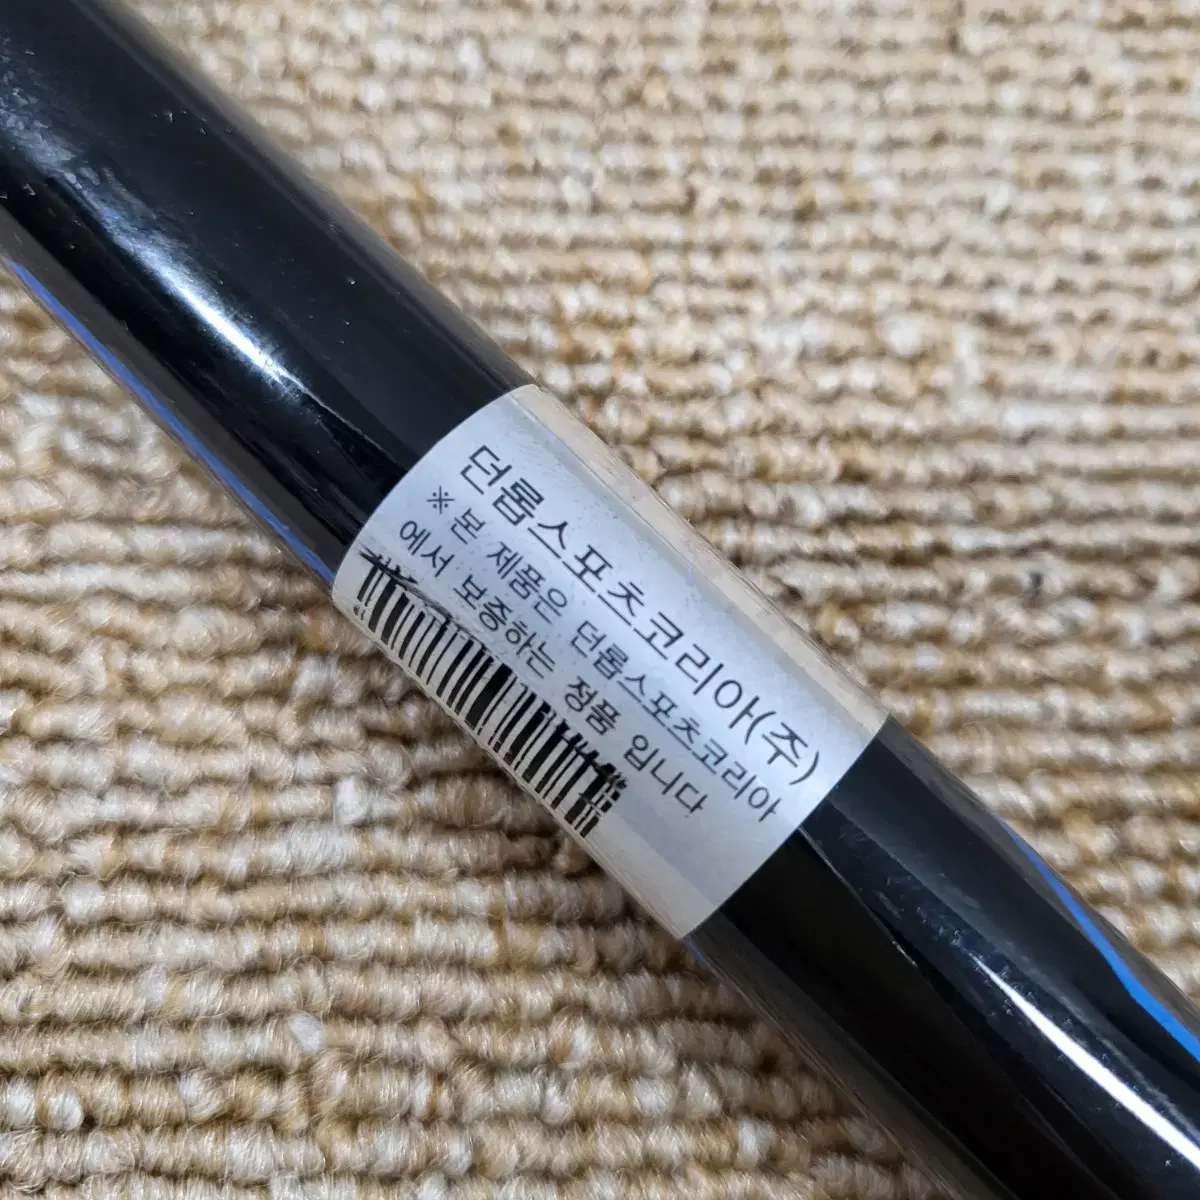 던롭스포츠코리아(주)
※ 본 제품은 던롭스포츠코리아
에서 보증하는 정품 입니다